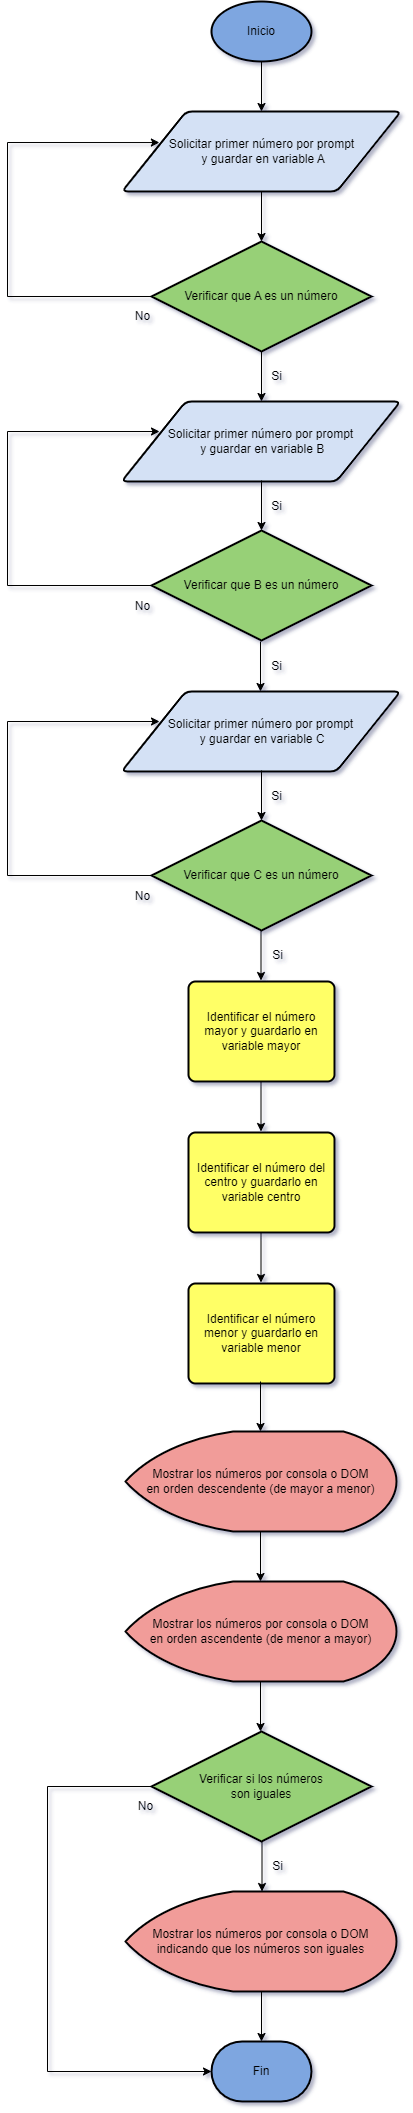 Inicio
Solicitar primer número por prompt
y guardar en variable A
Verificar que A es un número
No
Si
Solicitar primer número por prompt
y guardar en variable B
Si
Verificar que B es un número
No
Si
Solicitar primer número por prompt
y guardar en variable C
Si
Verificar que C es un número
No
Si
Identificar el número
mayor y guardarlo en
variable mayor
Identificar el número del
centro y guardarlo en
variable centro
Identificar el número
menor y guardarlo en
variable menor
Mostrar los números por consola o DOM
en orden descendente (de mayor a menor)
Mostrar los números por consola o DOM
en orden ascendente (de menor a mayor)
Verificar si los números
son iguales
No
Si
Mostrar los números por consola o DOM
indicando que los números son iguales
Fin